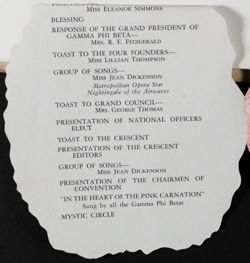 Miss Eleanor Simmons
BLESSING
RESPONSE OF THE GRAND PRESIDENT OF
GAMMA PHI BETA—
Mrs. R. E. Fitzgerald
TOAST TO THE FOUR FOUNDERS—
Miss Lillian Thompson
GROUP OF SONGS—
Miss Jean Dickenson
Metropolitan Opera Star
Nightingale of the Airwaves
TOAST TO GRAND COUNCIL—
Mrs. George Thomas
PRESENTATION OF NATIONAL OFFICERS
ELECT
TOAST TO THE CRESCENT
PRESENTATION OF THE CRESCENT
EDITORS
GROUP OF SONGS—
Miss Jean Dickenson
PRESENTATION OF THE CHAIRMEN OF
CONVENTION
"IN THE HEART OF THE PINK CARNATION"
Sung by all the Gamma Phi Betas
MYSTIC CIRCLE